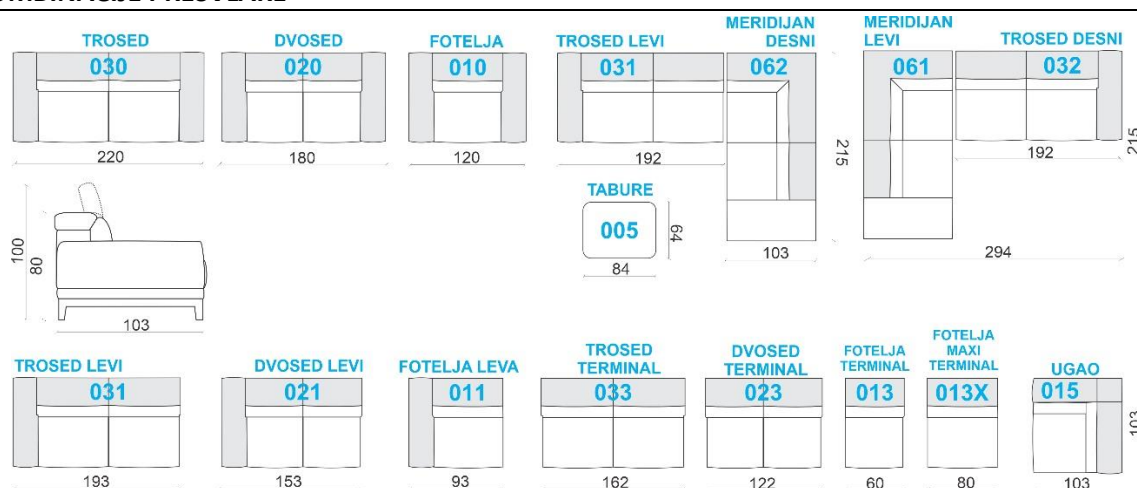 TROSED
030
220
DVOSED
020
180
FOTELJA
010
120
TROSED LEVI
031
192
MERIDIJAN
DESNI
062
215
103
MERIDIJAN
LEVI
061
TROSED DESNI
032
192
215
294
TABURE
005
64
84
100
80
103
TROSED LEVI
031
193
DVOSED LEVI
021
153
FOTELJA LEVA
011
93
TROSED
TERMINAL
033
162
DVOSED
TERMINAL
023
122
FOTELJA
TERMINAL
013
60
FOTELJA
MAXI
TERMINAL
013X
80
UGAO
015
103
103